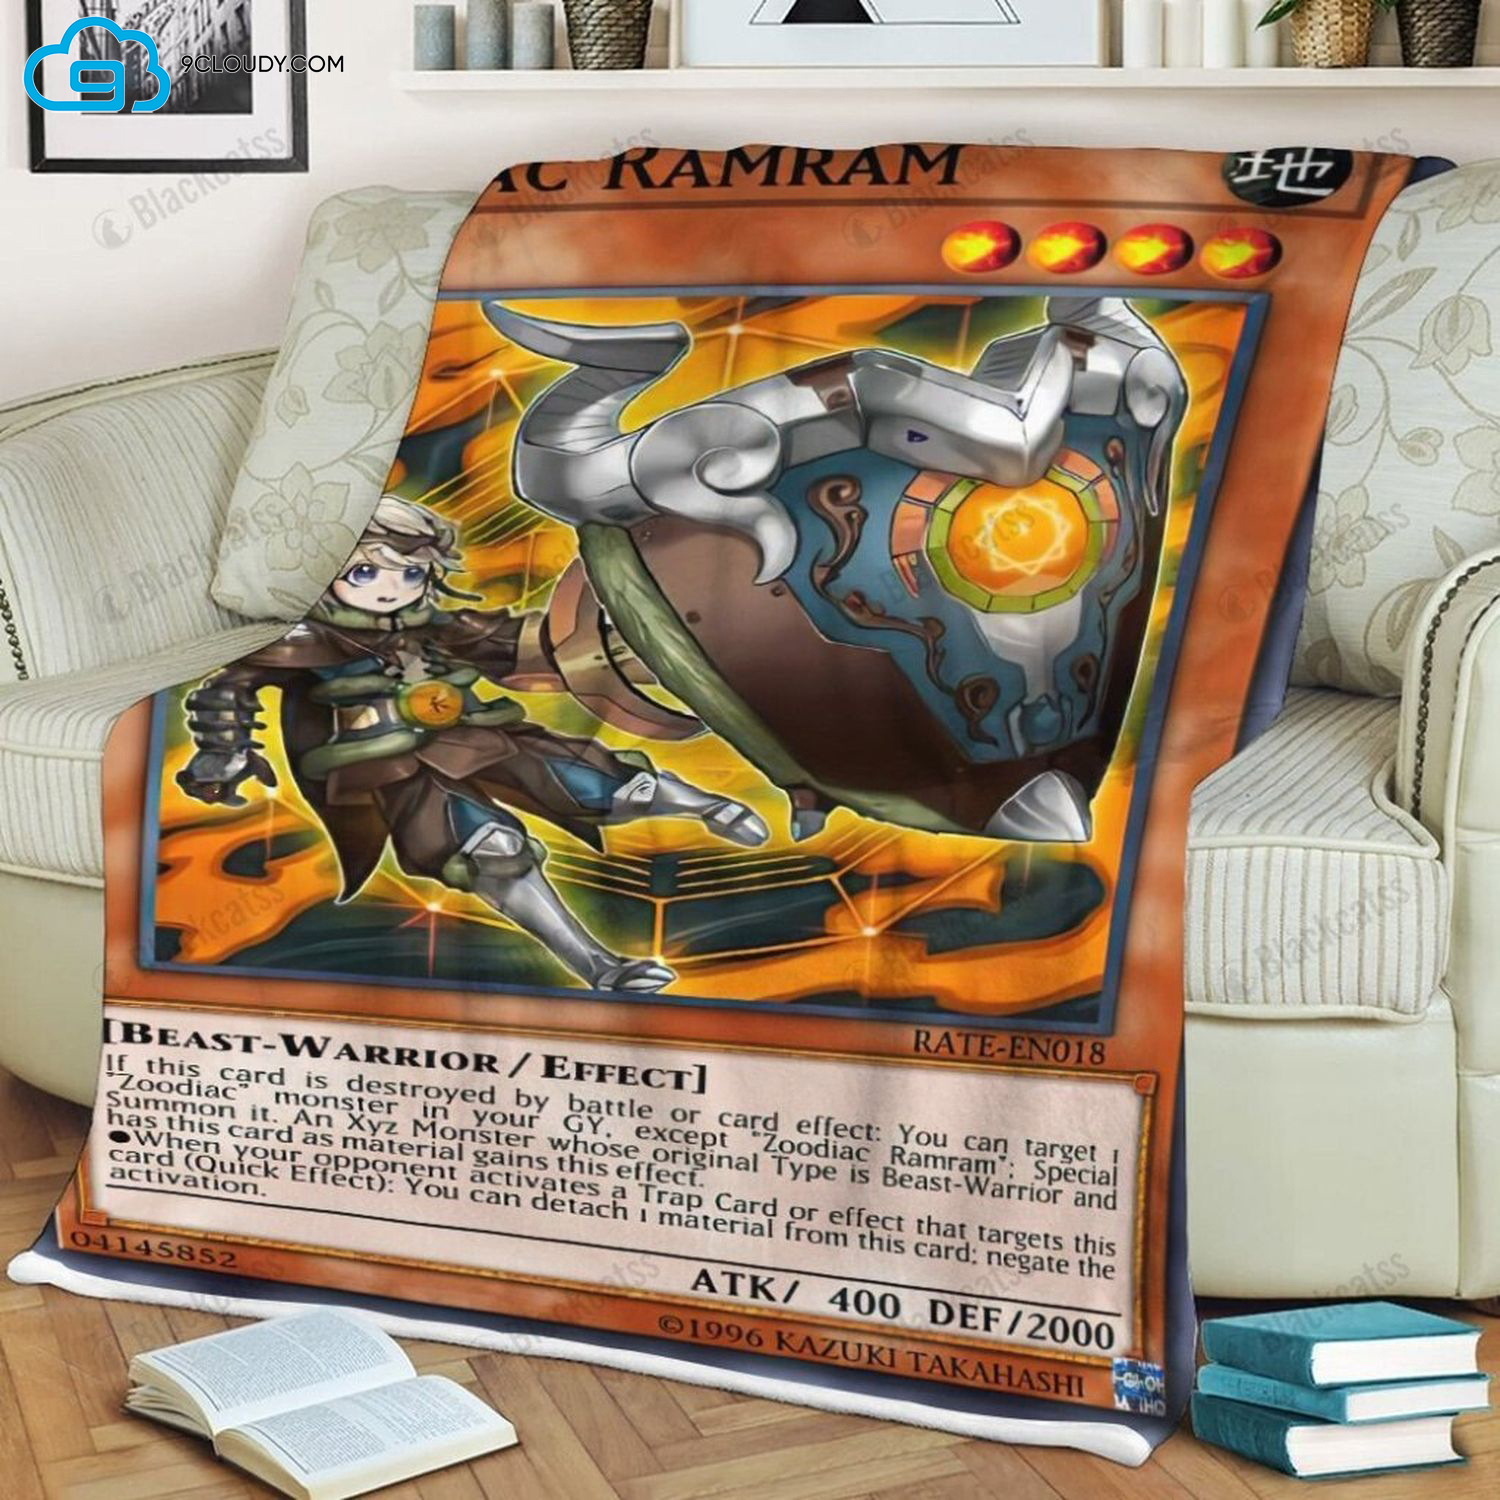 9CLOUDY.COM
AC RAMRAM
地
[BEAST-WARRIOR / EFFECT]
RATE-EN018
If this card is destroyed by battle or card effect: You can target 1
"Zoodiac" monster in your GY, except "Zoodiac Ramram"; Special
Summon it. An Xyz Monster whose original Type is Beast-Warrior and
has this card as material gains this effect.
●When your opponent activates a Trap Card or effect that targets this
card (Quick Effect): You can detach 1 material from this card; negate the
activation.
04145852
ATK/ 400 DEF/2000
©1996 KAZUKI TAKAHASHI
Blackcatss